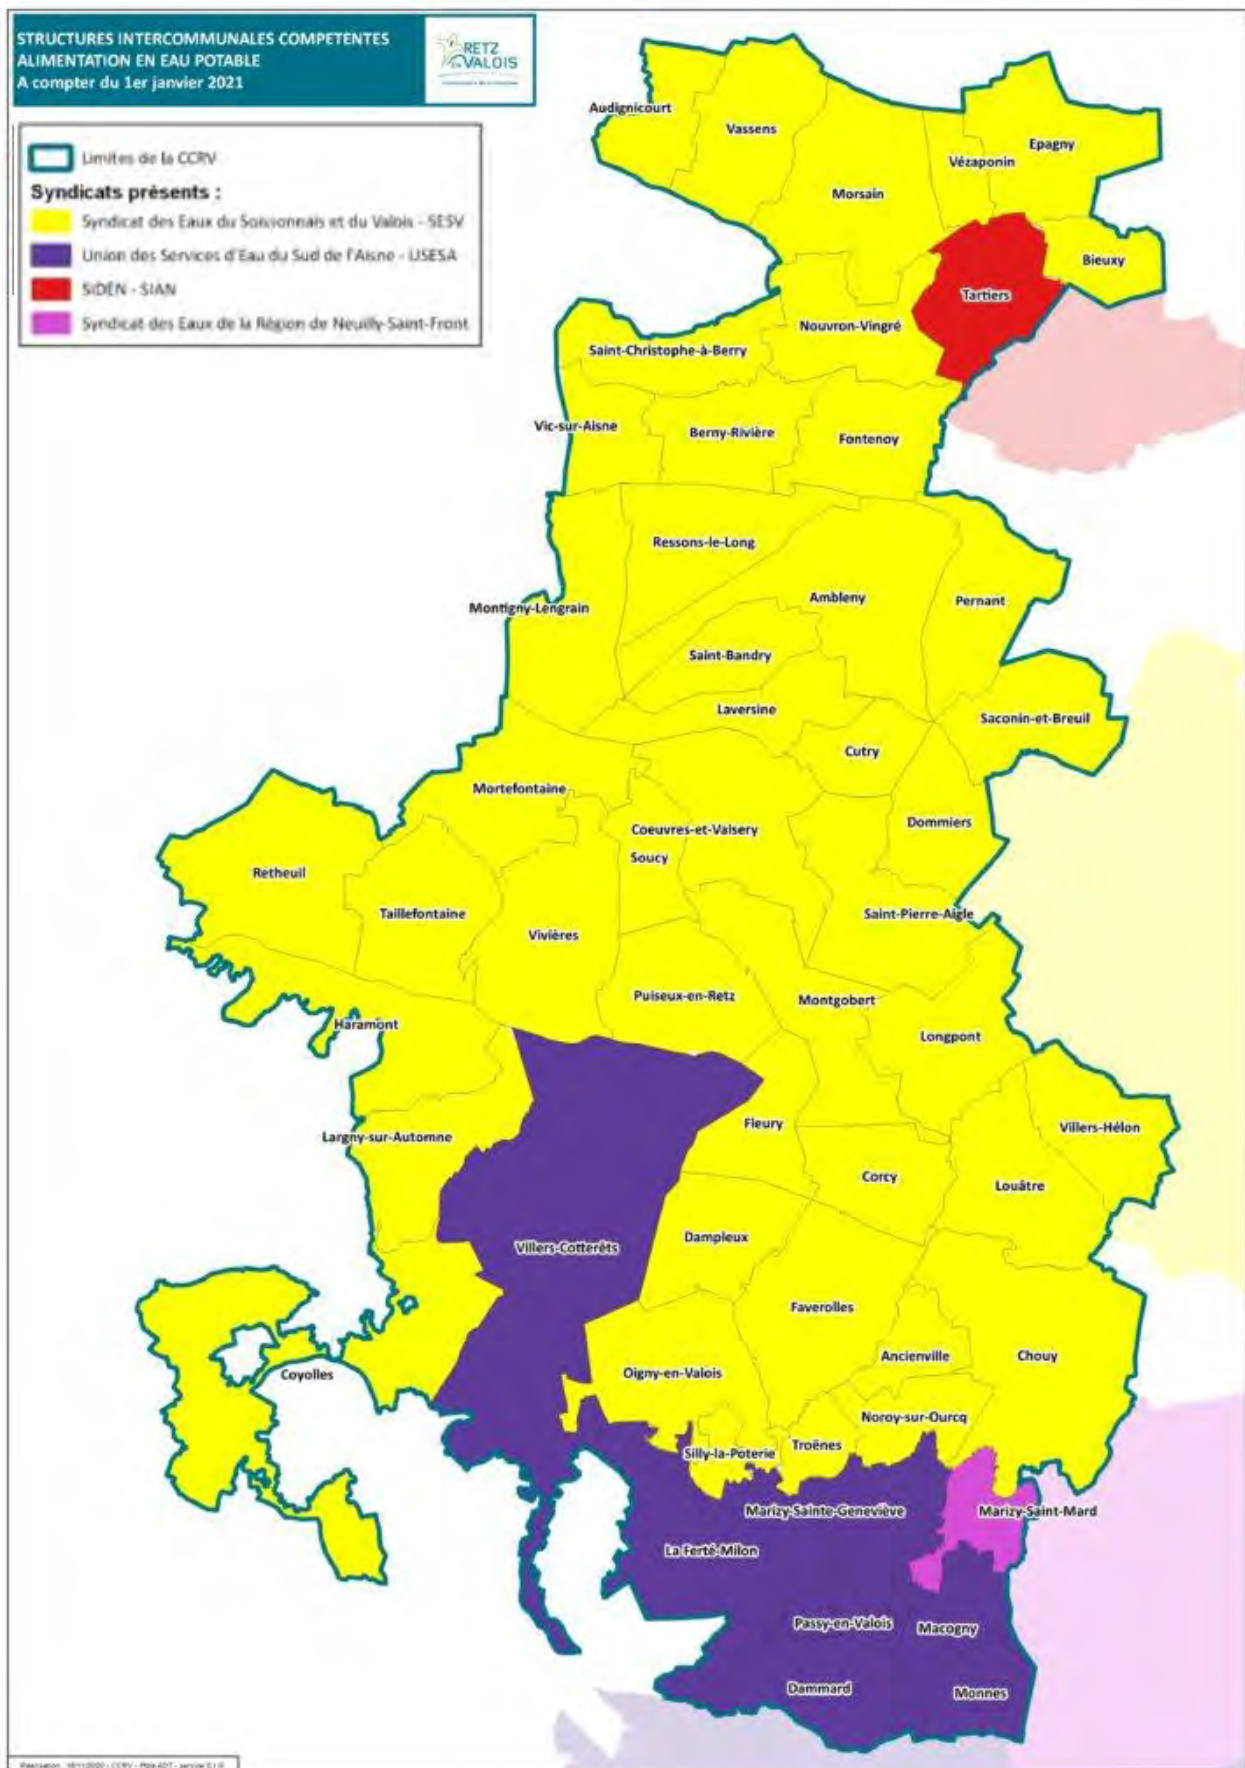 STRUCTURES INTERCOMMUNALES COMPETENTES
ALIMENTATION EN EAU POTABLE
A compter du 1er janvier 2021
RETZ
EN VALOIS
Limites de la CCRV
Syndicats présents :
Syndicat des Eaux du Soissonnais et du Valois - SESV
Union des Services d'Eau du Sud de l'Aisne - USESA
SIDEN - SIAN
Syndicat des Eaux de la Région de Neuilly-Saint-Front
Audignicourt
Vassens
Epagny
Vézaponin
Morsain
Bieuxy
Tartiers
Nouvron-Vingré
Saint-Christophe-à-Berry
Vic-sur-Aisne
Berny-Rivière
Fontenoy
Ressons-le-Long
Ambleny
Pernant
Montigny-Lengrain
Saint-Bandry
Laversine
Saconin-et-Breuil
Cutry
Mortefontaine
Coeuvres-et-Valsery
Dommiers
Soucy
Retheuil
Taillefontaine
Saint-Pierre-Aigle
Vivières
Puiseux-en-Retz
Montgobert
Haramont
Longpont
Fleury
Villers-Hélon
Largny-sur-Automne
Corcy
Louâtre
Dampleux
Villers-Cotterêts
Faverolles
Ancienville
Chouy
Coyolles
Oigny-en-Valois
Noroy-sur-Ourcq
Troënes
Silly-la-Poterie
Marizy-Sainte-Geneviève
Marizy-Saint-Mard
La Ferté-Milon
Passy-en-Valois
Macogny
Dammard
Monnes